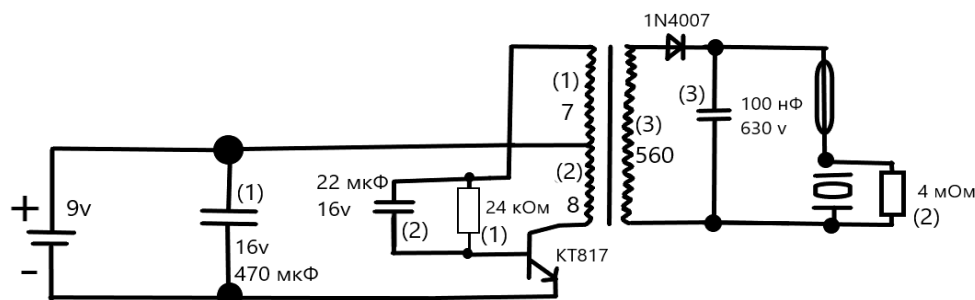 1N4007
(1)
7
(3)
100 нФ
630 v
(3)
560
(2)
8
22 мкФ
16v
(2)
24 кОм
(1)
4 мОм
(2)
(1)
+
9v
-
16v
470 мкФ
КТ817